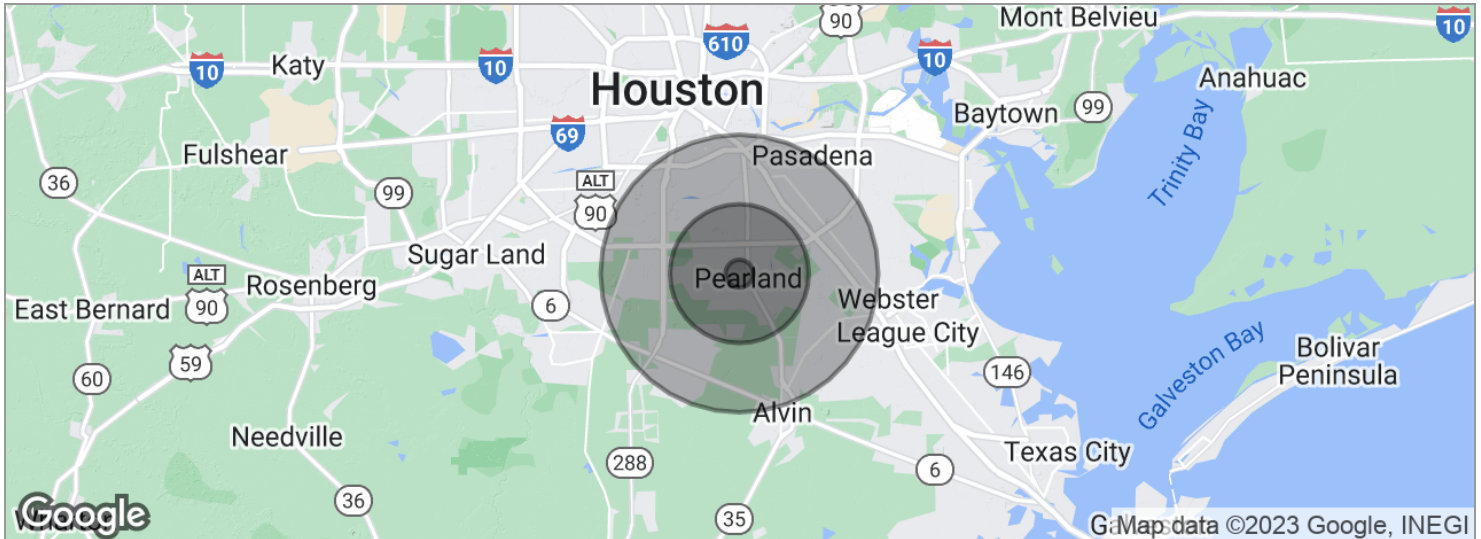 90
Mont Belvieu
10
610
10
Katy
10
10
Anahuac
Houston
99
Baytown
69
Trinity Bay
Fulshear
Pasadena
36
99
ALT
90
Sugar Land
ALT
90
Rosenberg
Pearland
6
Webster
East Bernard
League City
59
Galveston Bay
Bolivar
Peninsula
60
146
Alvin
Needville
Texas City
288
6
36
35
Google
Map data ©2023 Google, INEGI